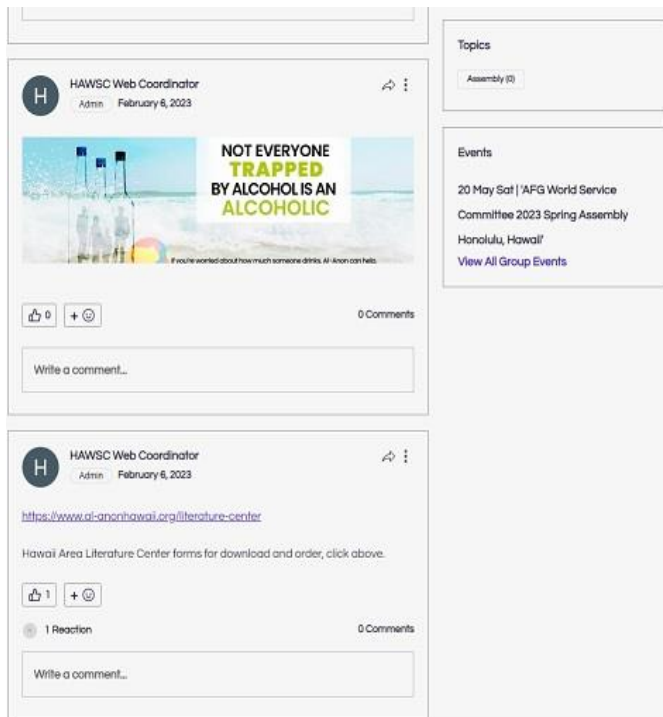 H
HAWSC Web Coordinator
Admin February 6, 2023
NOT EVERYONE
TRAPPED
BY ALCOHOL IS AN
ALCOHOLIC
If you're worried about how much someone drinks, Al-Anon can help.
0
+
0 Comments
Write a comment...
H
HAWSC Web Coordinator
Admin February 6, 2023
https://www.al-anonhawaii.org/literature-center
Hawaii Area Literature Center forms for download and order, click above.
1
+
1 Reaction
0 Comments
Write a comment...
Topics
Assembly (0)
Events
20 May Sat | 'AFG World Service
Committee 2023 Spring Assembly
Honolulu, Hawaii'
View All Group Events